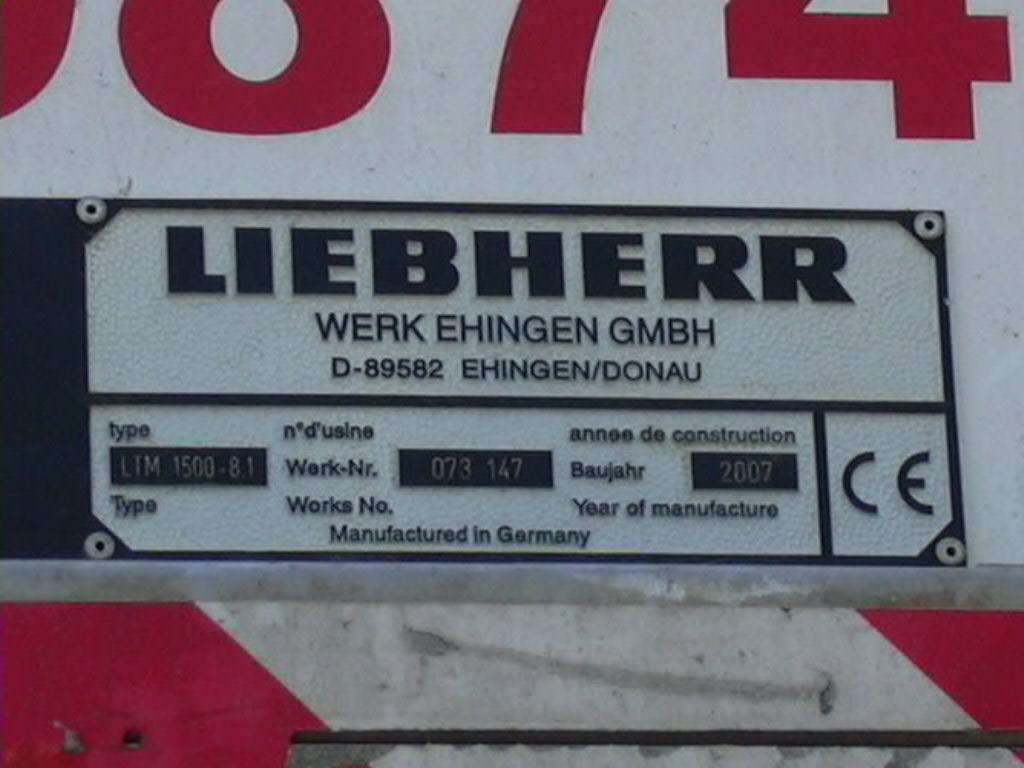 874
LIEBHERR
WERK EHINGEN GMBH
D-89582 EHINGEN/DONAU
type n°d'usine annee de construction
LTM 1500-8.1 Werk-Nr. 073 147 Baujahr 2007
Type Works No. Year of manufacture
Manufactured in Germany
CE